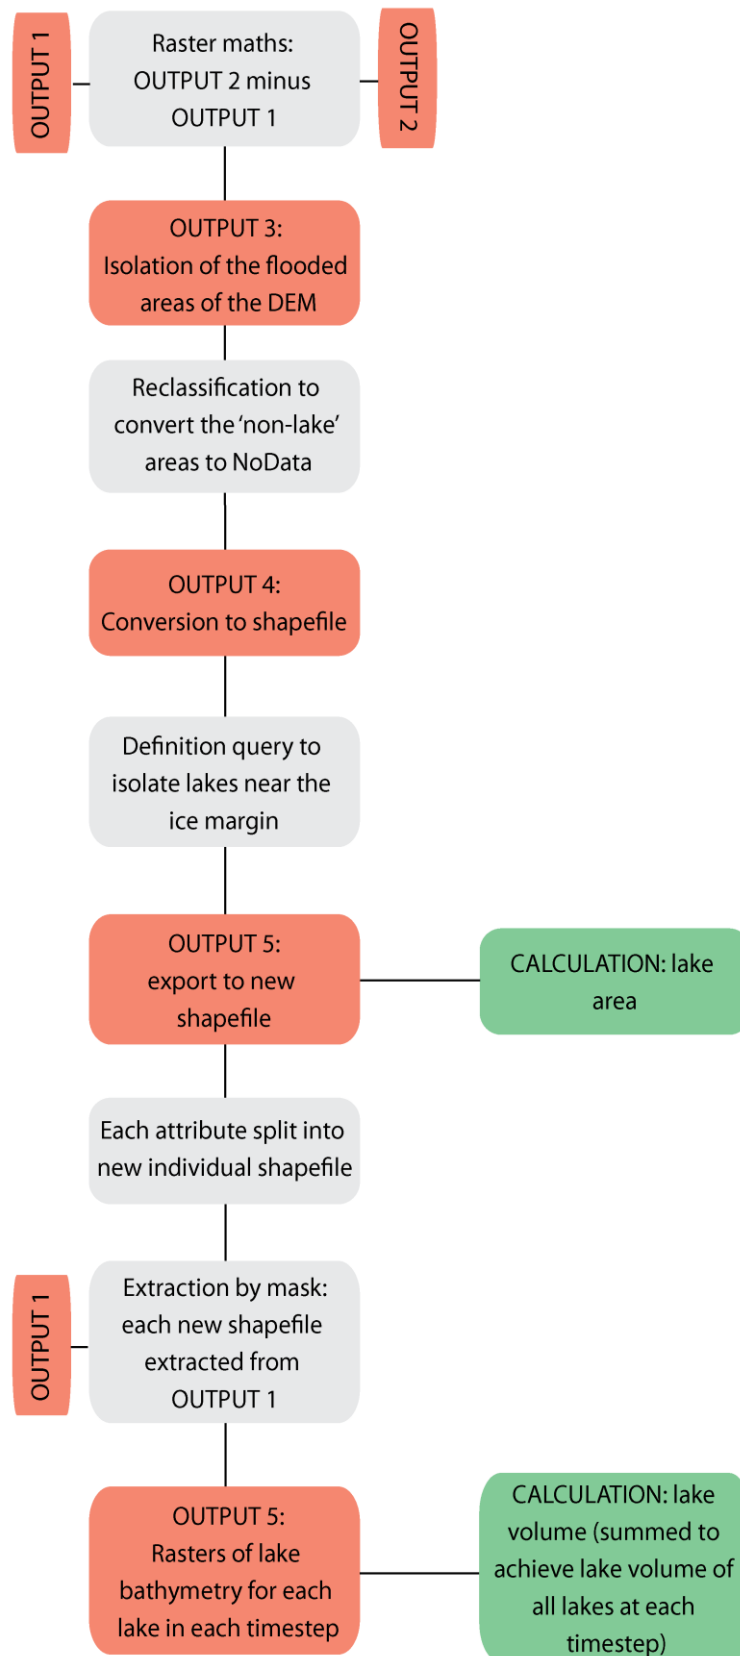 OUTPUT 1
Raster maths:
OUTPUT 2 minus
OUTPUT 1
OUTPUT 2
OUTPUT 3:
Isolation of the flooded
areas of the DEM
Reclassification to
convert the ‘non-lake’
areas to NoData
OUTPUT 4:
Conversion to shapefile
Definition query to
isolate lakes near the
ice margin
OUTPUT 5:
export to new
shapefile
CALCULATION: lake
area
Each attribute split into
new individual shapefile
OUTPUT 1
Extraction by mask:
each new shapefile
extracted from
OUTPUT 1
OUTPUT 5:
Rasters of lake
bathymetry for each
lake in each timestep
CALCULATION: lake
volume (summed to
achieve lake volume of
all lakes at each
timestep)